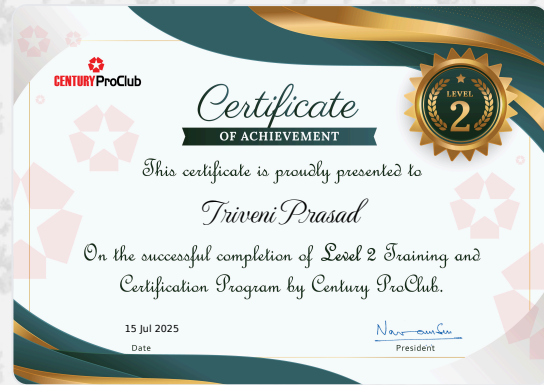 CENTURY ProClub
LEVEL
2
Certificate
OF ACHIEVEMENT
This certificate is proudly presented to
Triveni Prasad
On the successful completion of Level 2 Training and
Certification Program by Century ProClub.
15 Jul 2025
Date
President